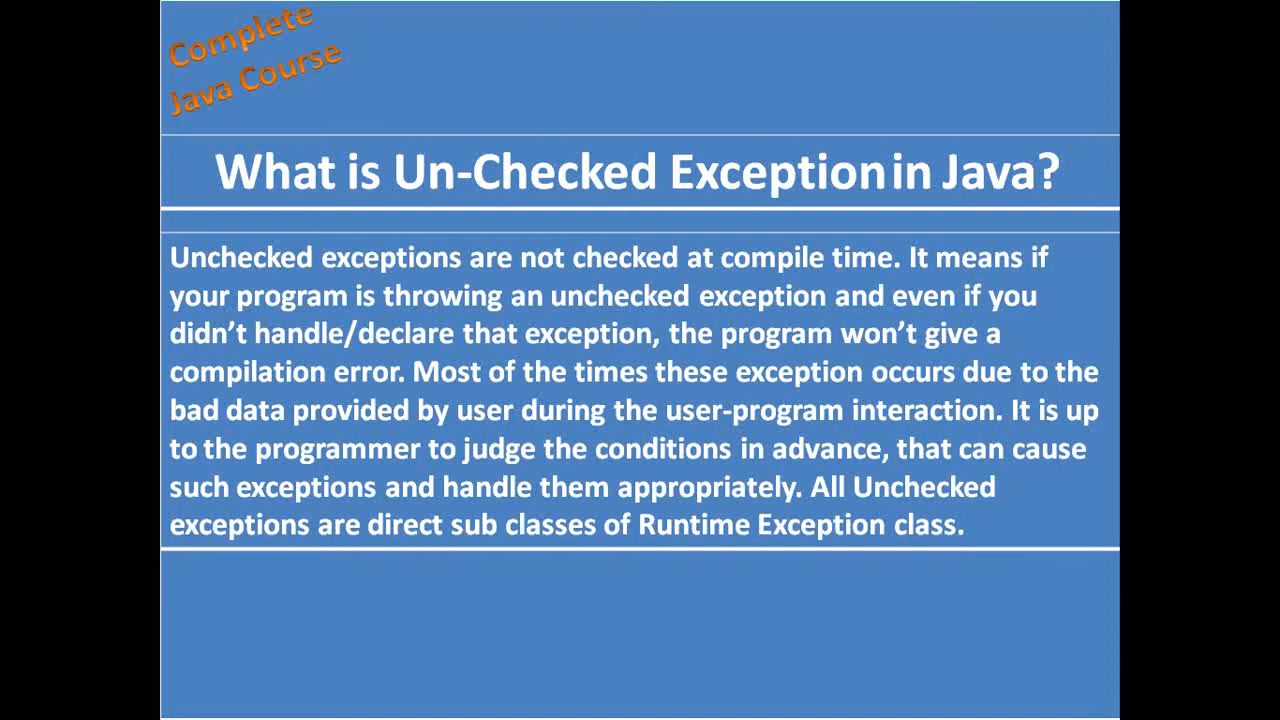 Complete
Java Course
What is Un-Checked Exception in Java?
Unchecked exceptions are not checked at compile time. It means if
your program is throwing an unchecked exception and even if you
didn’t handle/declare that exception, the program won’t give a
compilation error. Most of the times these exception occurs due to the
bad data provided by user during the user-program interaction. It is up
to the programmer to judge the conditions in advance, that can cause
such exceptions and handle them appropriately. All Unchecked
exceptions are direct sub classes of Runtime Exception class.